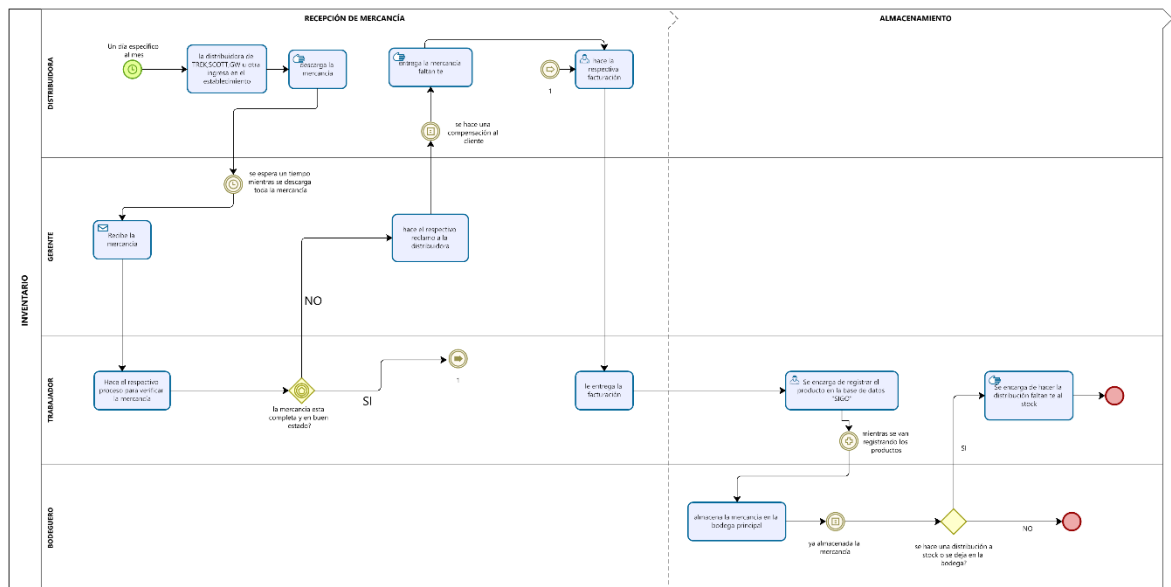 RECEPCIÓN DE MERCANCÍA
ALMACENAMIENTO
INVENTARIO
DISTRIBUIDORA
Un día específico
al mes
la distribuidora de
TREK,SCOTT,GW u otra
ingresa en el
establecimiento
descarga la
mercancía
entrega la mercancía
faltan te
1
hace la
respectiva
facturación
se hace una
compensación al
cliente
GERENTE
se espera un tiempo
mientras se descarga
toda la mercancía
Recibe la
mercancía
hace el respectivo
reclamo a la
distribuidora
NO
TRABAJADOR
Hace el respectivo
proceso para verificar
la mercancía
la mercancía esta
completa y en buen
estado?
SI
1
le entrega la
facturación
Se encarga de registrar el
producto en la base de datos
"SIGO"
mientras se van
registrando los
productos
Se encarga de hacer la
distribución faltan te al
stock
SI
BODEGUERO
almacena la mercancía en la
bodega principal
ya almacenada la
mercancía
se hace una distribución a
stock o se deja en la
bodega?
NO